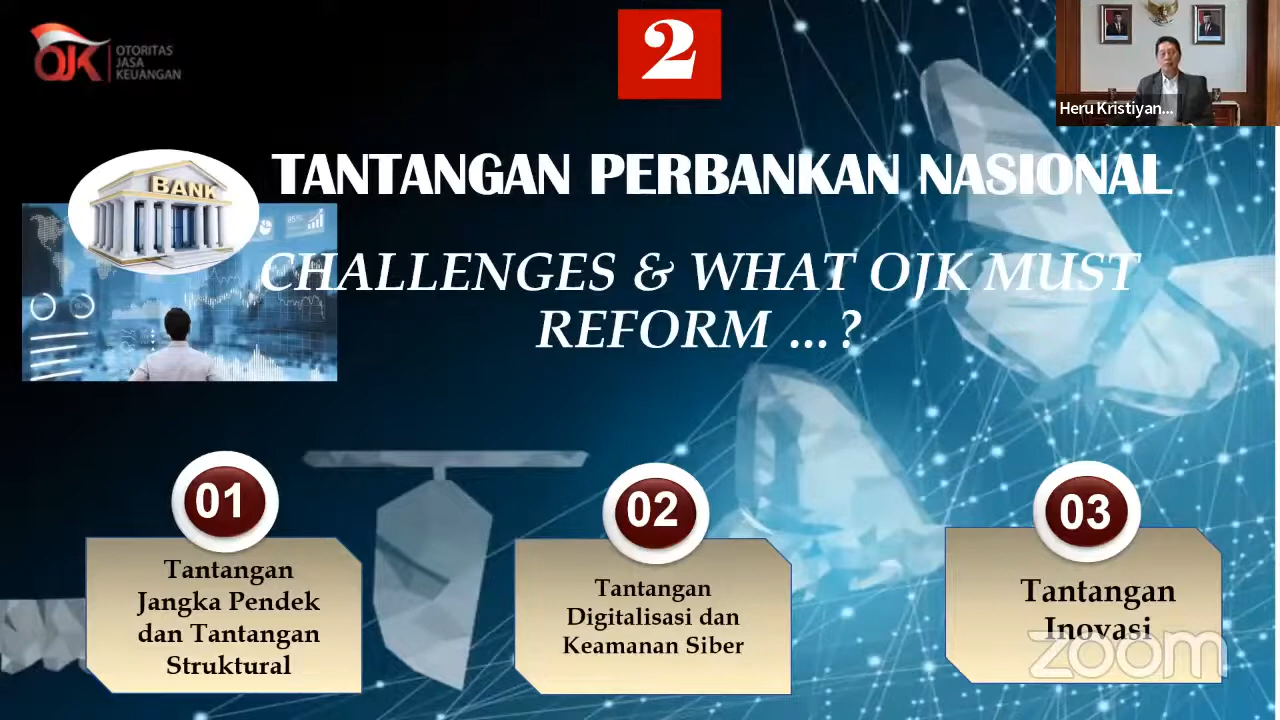 OJK
OTORITAS
JASA
KEUANGAN
2
Heru Kristiyan...
BANK
TANTANGAN PERBANKAN NASIONAL
CHALLENGES & WHAT OJK MUST
REFORM ...?
01
Tantangan
Jangka Pendek
dan Tantangan
Struktural
02
Tantangan
Digitalisasi dan
Keamanan Siber
03
Tantangan
Inovasi
zoom